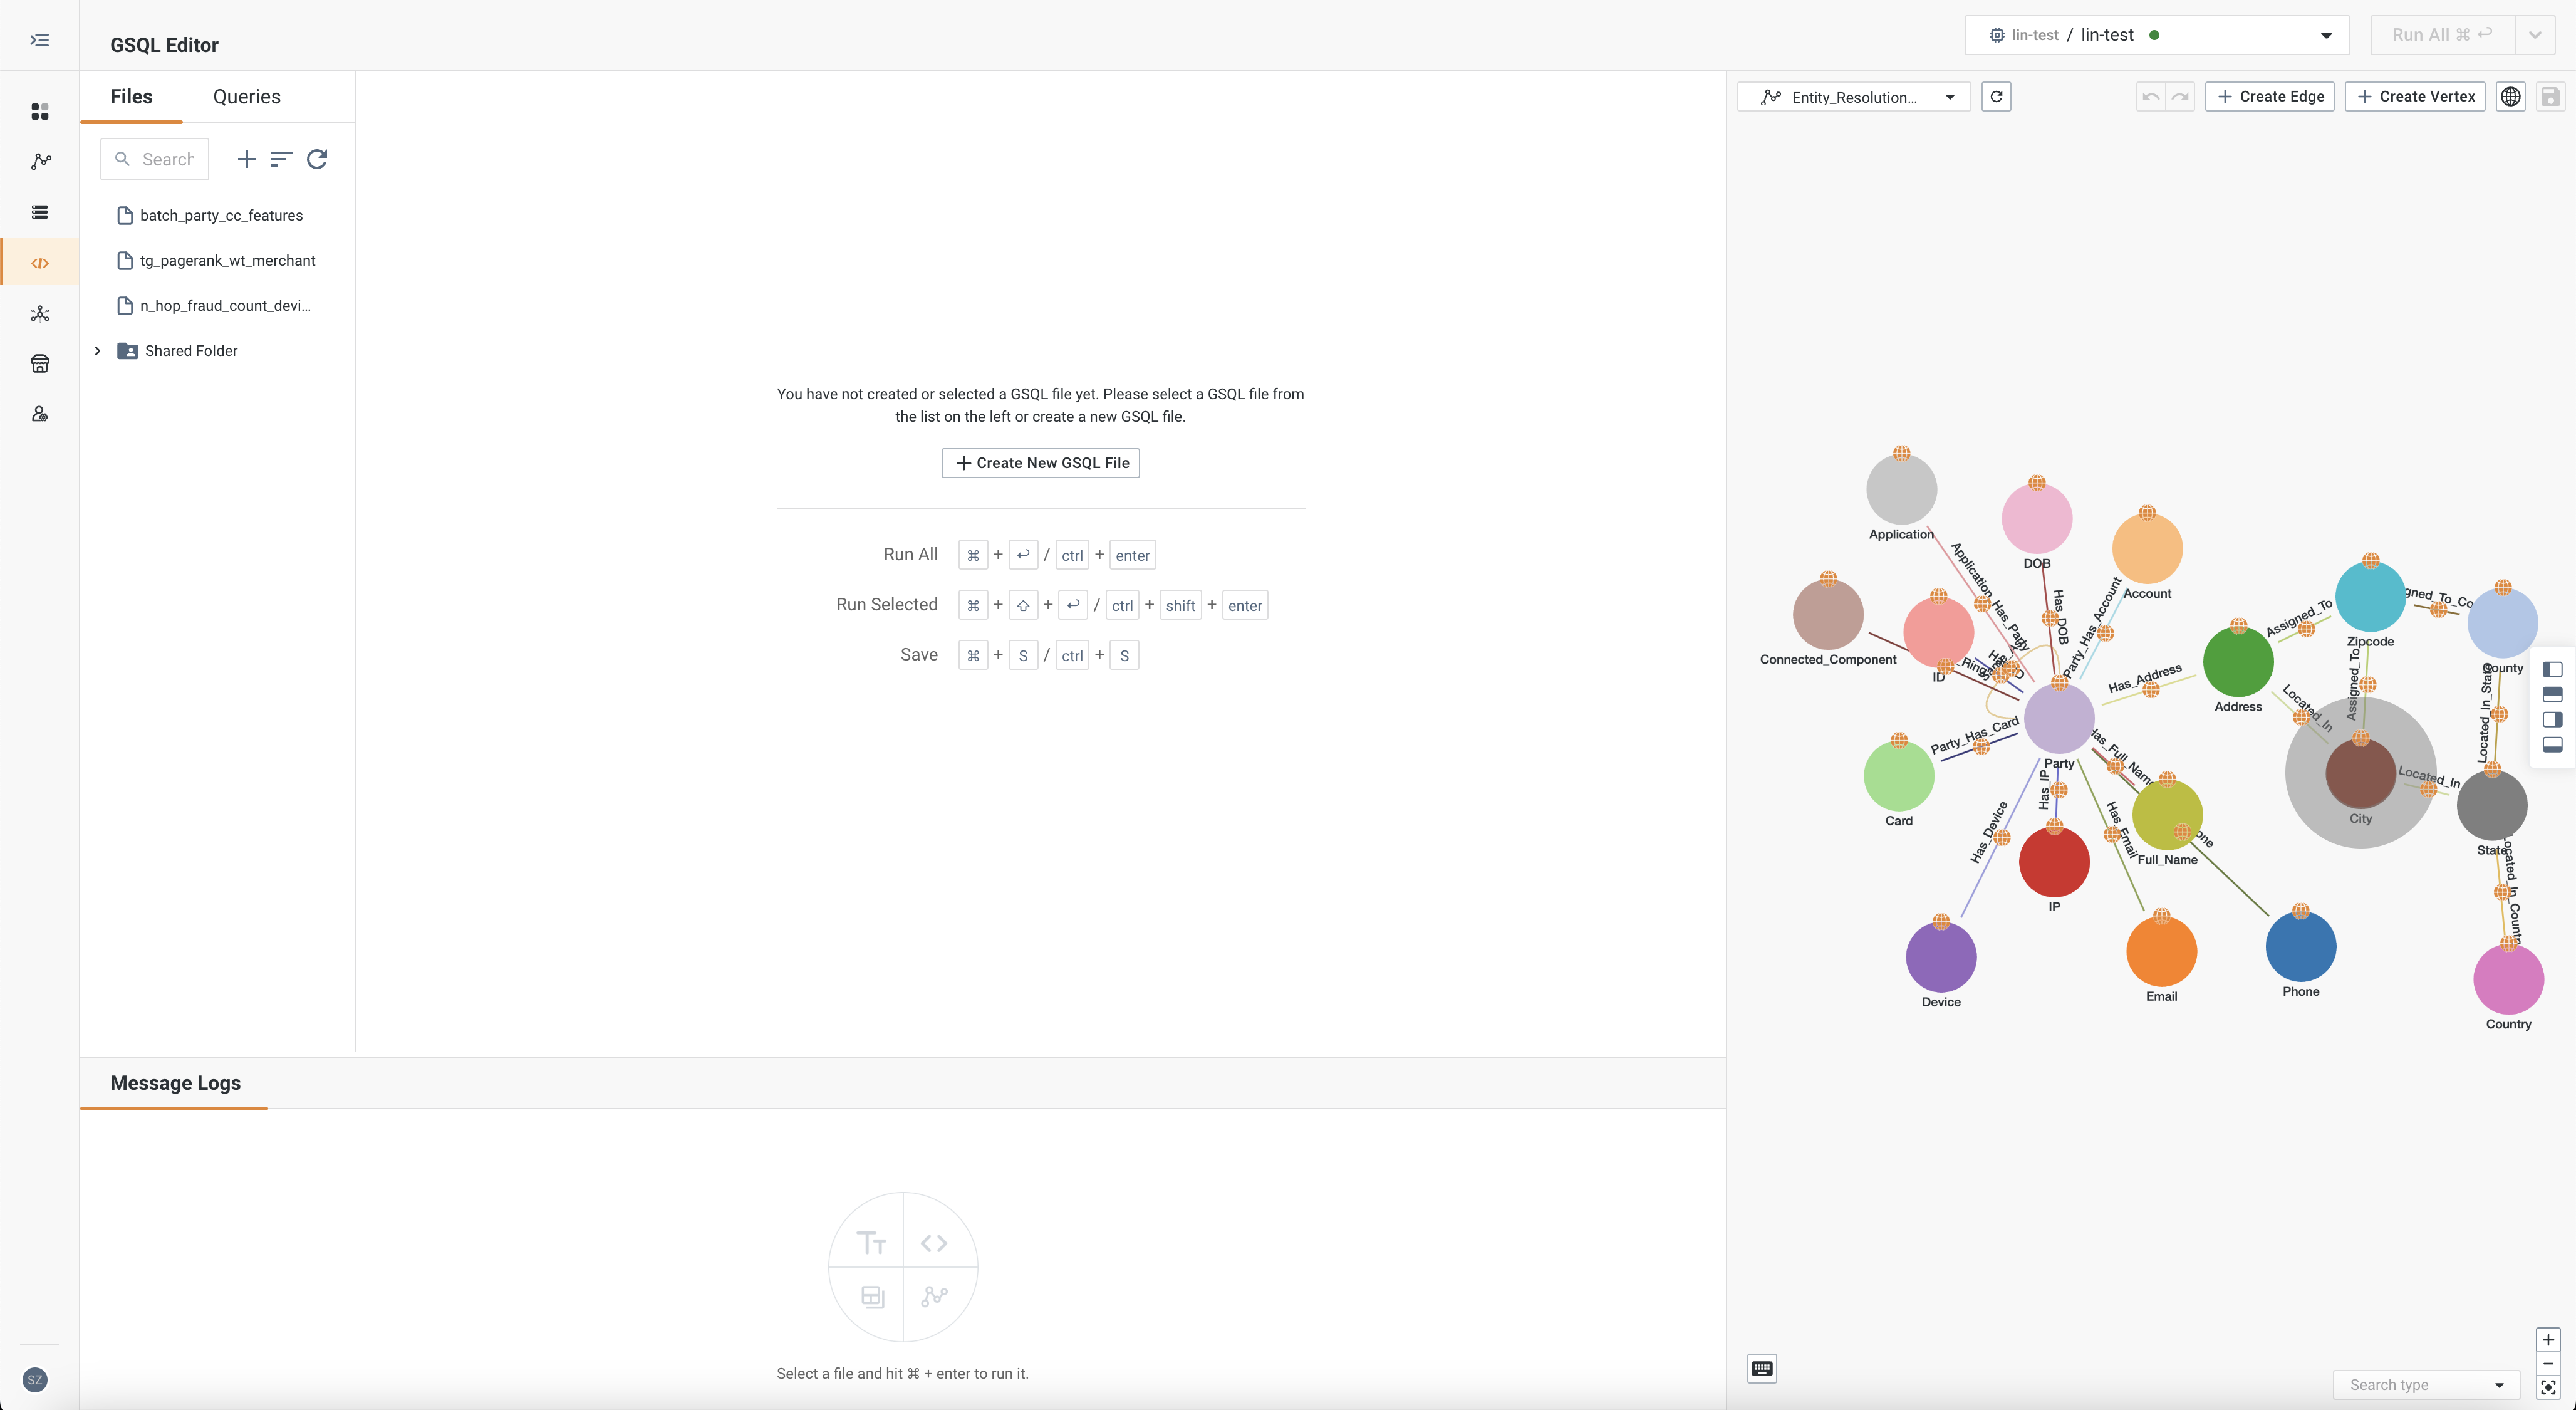 GSQL Editor
lin-test / lin-test
Run All ⌘ ↩
Files
Queries
Search
batch_party_cc_features
tg_pagerank_wt_merchant
n_hop_fraud_count_devi...
Shared Folder
You have not created or selected a GSQL file yet. Please select a GSQL file from
the list on the left or create a new GSQL file.
+ Create New GSQL File
Run All ⌘ + ↩ / ctrl + enter
Run Selected ⌘ + ⇧ + ↩ / ctrl + shift + enter
Save ⌘ + S / ctrl + S
Message Logs
Tт
Select a file and hit ⌘ + enter to run it.
SZ
Entity_Resolution...
+ Create Edge
+ Create Vertex
Application
DOB
Account
Connected_Component
ID
Zipcode
County
Address
Party
City
State
Card
Full_Name
IP
Device
Email
Phone
Country
Application_Has_Party
Has_DOB
Party_Has_Account
Has_Address
Assigned_To
gned_To_Co
Assigned_To
Located_In
Located_In
Located_In_State
Located_In_Countr
Party_Has_Card
Has_IP
Has_Device
Has_Email
Has_Full_Name
one
Search type